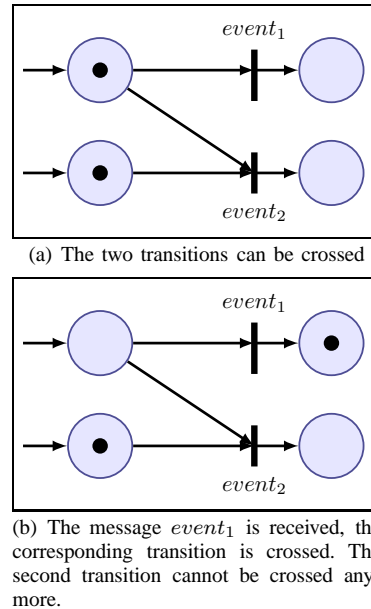 event1
event2
(a) The two transitions can be crossed
event1
event2
(b) The message event1 is received, th
corresponding transition is crossed. Th
second transition cannot be crossed any
more.